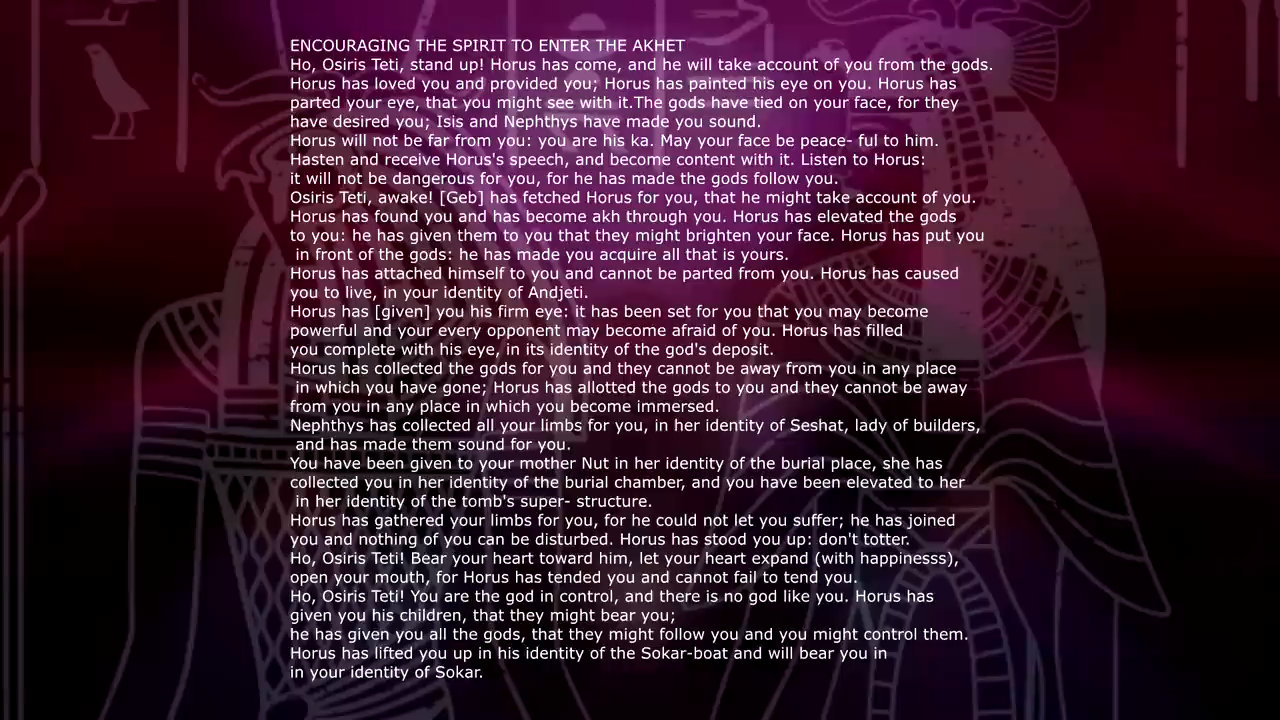 ENCOURAGING THE SPIRIT TO ENTER THE AKHET
Ho, Osiris Teti, stand up! Horus has come, and he will take account of you from the gods.
Horus has loved you and provided you; Horus has painted his eye on you. Horus has
parted your eye, that you might see with it.The gods have tied on your face, for they
have desired you; Isis and Nephthys have made you sound.
Horus will not be far from you: you are his ka. May your face be peace- ful to him.
Hasten and receive Horus's speech, and become content with it. Listen to Horus:
it will not be dangerous for you, for he has made the gods follow you.
Osiris Teti, awake! [Geb] has fetched Horus for you, that he might take account of you.
Horus has found you and has become akh through you. Horus has elevated the gods
to you: he has given them to you that they might brighten your face. Horus has put you
in front of the gods: he has made you acquire all that is yours.
Horus has attached himself to you and cannot be parted from you. Horus has caused
you to live, in your identity of Andjeti.
Horus has [given] you his firm eye: it has been set for you that you may become
powerful and your every opponent may become afraid of you. Horus has filled
you complete with his eye, in its identity of the god's deposit.
Horus has collected the gods for you and they cannot be away from you in any place
in which you have gone; Horus has allotted the gods to you and they cannot be away
from you in any place in which you become immersed.
Nephthys has collected all your limbs for you, in her identity of Seshat, lady of builders,
and has made them sound for you.
You have been given to your mother Nut in her identity of the burial place, she has
collected you in her identity of the burial chamber, and you have been elevated to her
in her identity of the tomb's super- structure.
Horus has gathered your limbs for you, for he could not let you suffer; he has joined
you and nothing of you can be disturbed. Horus has stood you up: don't totter.
Ho, Osiris Teti! Bear your heart toward him, let your heart expand (with happinesss),
open your mouth, for Horus has tended you and cannot fail to tend you.
Ho, Osiris Teti! You are the god in control, and there is no god like you. Horus has
given you his children, that they might bear you;
he has given you all the gods, that they might follow you and you might control them.
Horus has lifted you up in his identity of the Sokar-boat and will bear you in
in your identity of Sokar.